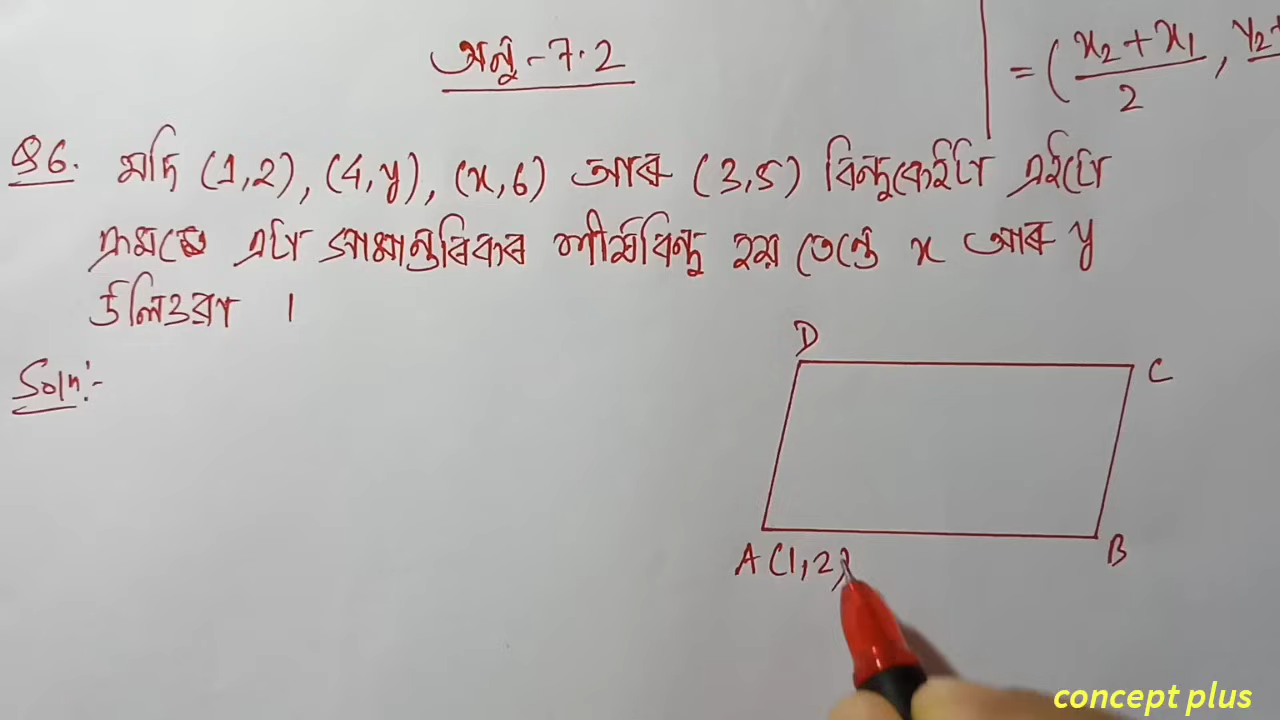 অনু - 7.2
= (x₂ + x₁ / 2, y₂+
Q6. যদি (1,2), (4,y), (x,6) আৰু (3,5) বিন্দুকেইটা এইটো
ক্ৰমতে এটা সামান্তৰিকৰ শীৰ্ষবিন্দু হয় তেন্তে x আৰু y
উলিওৱা ।
Soln:-
D
C
A (1,2)
B
concept plus